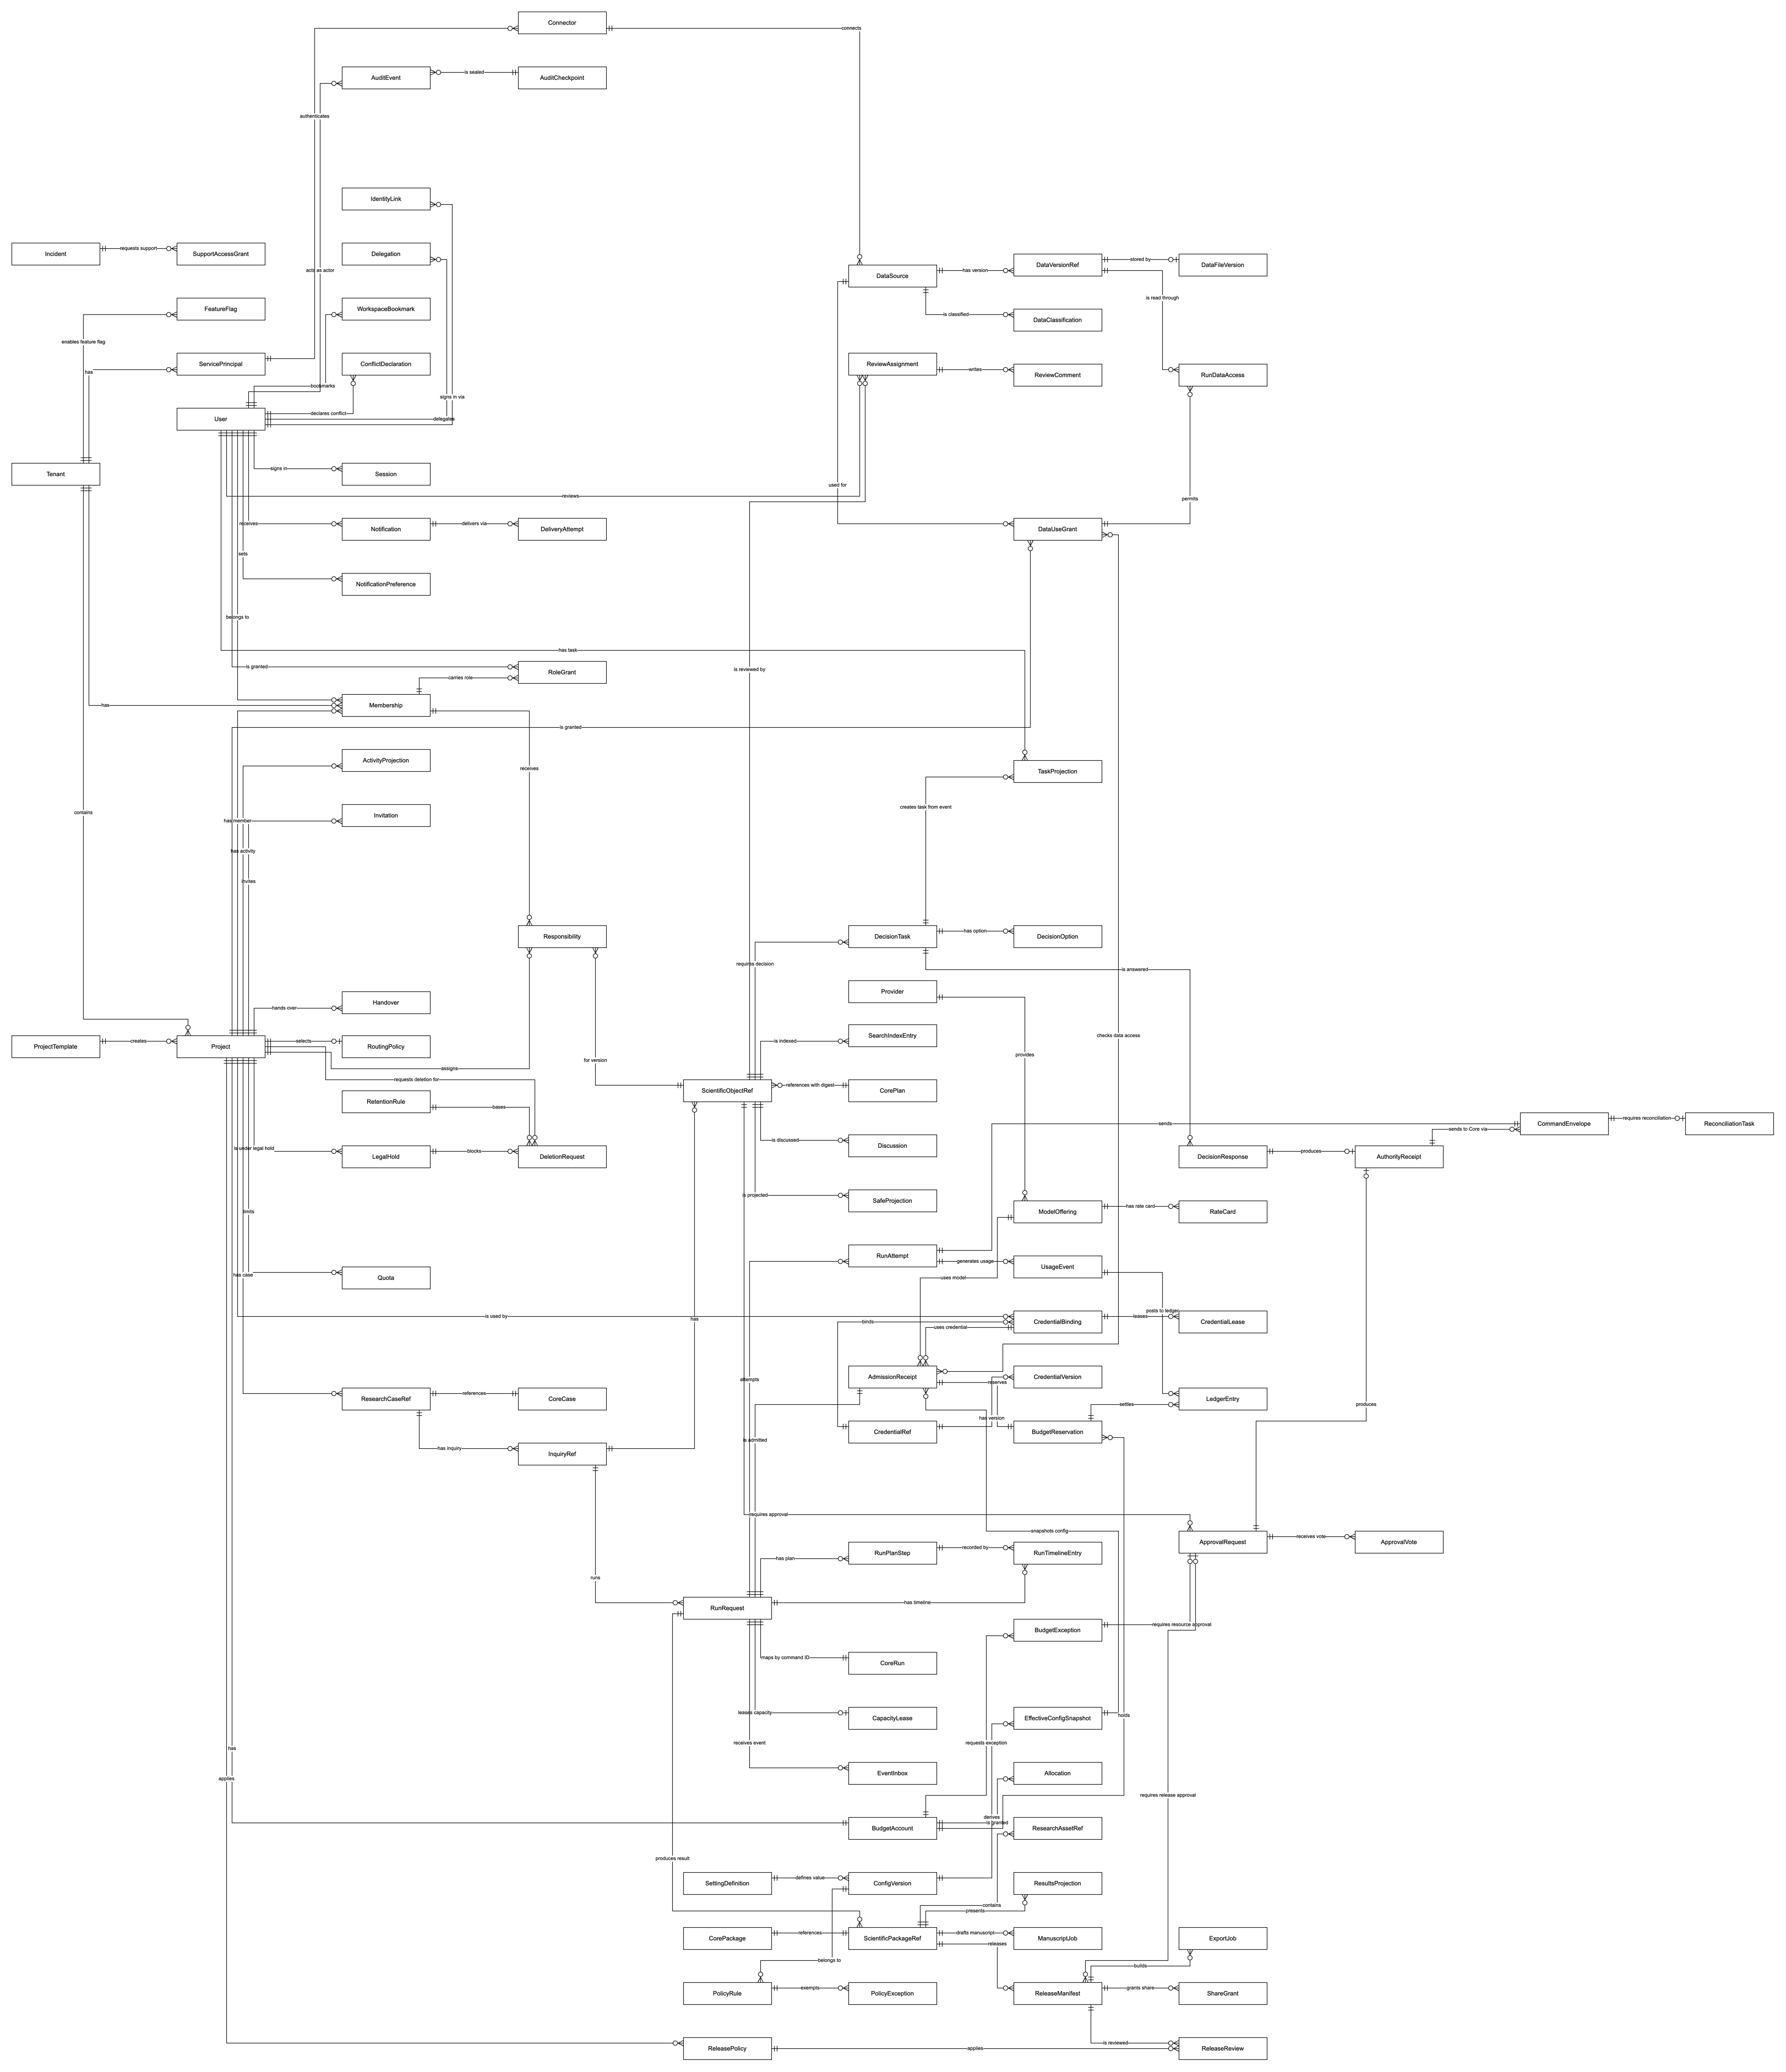 Connector
connects
AuditEvent
is sealed
AuditCheckpoint
authenticates
IdentityLink
Incident
requests support
SupportAccessGrant
Delegation
DataVersionRef
stored by
DataFileVersion
acts as actor
DataSource
has version
is read through
FeatureFlag
WorkspaceBookmark
is classified
DataClassification
enables feature flag
ServicePrincipal
ConflictDeclaration
ReviewAssignment
writes
ReviewComment
RunDataAccess
has
bookmarks
signs in via
User
declares conflict
delegates
Tenant
signs in
Session
used for
reviews
permits
receives
Notification
delivers via
DeliveryAttempt
DataUseGrant
sets
NotificationPreference
belongs to
has task
is granted
RoleGrant
is reviewed by
carries role
has
Membership
is granted
ActivityProjection
receives
TaskProjection
contains
has member
Invitation
creates task from event
has activity
invites
Responsibility
DecisionTask
has option
DecisionOption
requires decision
is answered
Provider
hands over
Handover
ProjectTemplate
creates
Project
selects
RoutingPolicy
is indexed
SearchIndexEntry
checks data access
for version
provides
assigns
requests deletion for
ScientificObjectRef
references with digest
CorePlan
RetentionRule
bases
sends
CommandEnvelope
requires reconciliation
ReconciliationTask
sends to Core via
is under legal hold
LegalHold
blocks
DeletionRequest
is discussed
Discussion
DecisionResponse
produces
AuthorityReceipt
is projected
SafeProjection
limits
ModelOffering
has rate card
RateCard
RunAttempt
generates usage
UsageEvent
has case
Quota
uses model
posts to ledger
is used by
has
binds
uses credential
CredentialBinding
leases
CredentialLease
attempts
AdmissionReceipt
reserves
CredentialVersion
ResearchCaseRef
references
CoreCase
LedgerEntry
settles
produces
has version
CredentialRef
BudgetReservation
is admitted
has inquiry
InquiryRef
requires approval
snapshots config
ApprovalRequest
receives vote
ApprovalVote
has plan
RunPlanStep
recorded by
RunTimelineEntry
runs
RunRequest
has timeline
BudgetException
requires resource approval
maps by command ID
CoreRun
leases capacity
CapacityLease
EffectiveConfigSnapshot
holds
receives event
requests exception
has
EventInbox
Allocation
applies
requires release approval
derives
is granted
BudgetAccount
ResearchAssetRef
produces result
SettingDefinition
defines value
ConfigVersion
ResultsProjection
contains
presents
CorePackage
references
ScientificPackageRef
drafts manuscript
ManuscriptJob
ExportJob
releases
belongs to
builds
PolicyRule
exempts
PolicyException
ReleaseManifest
grants share
ShareGrant
is reviewed
ReleasePolicy
applies
ReleaseReview